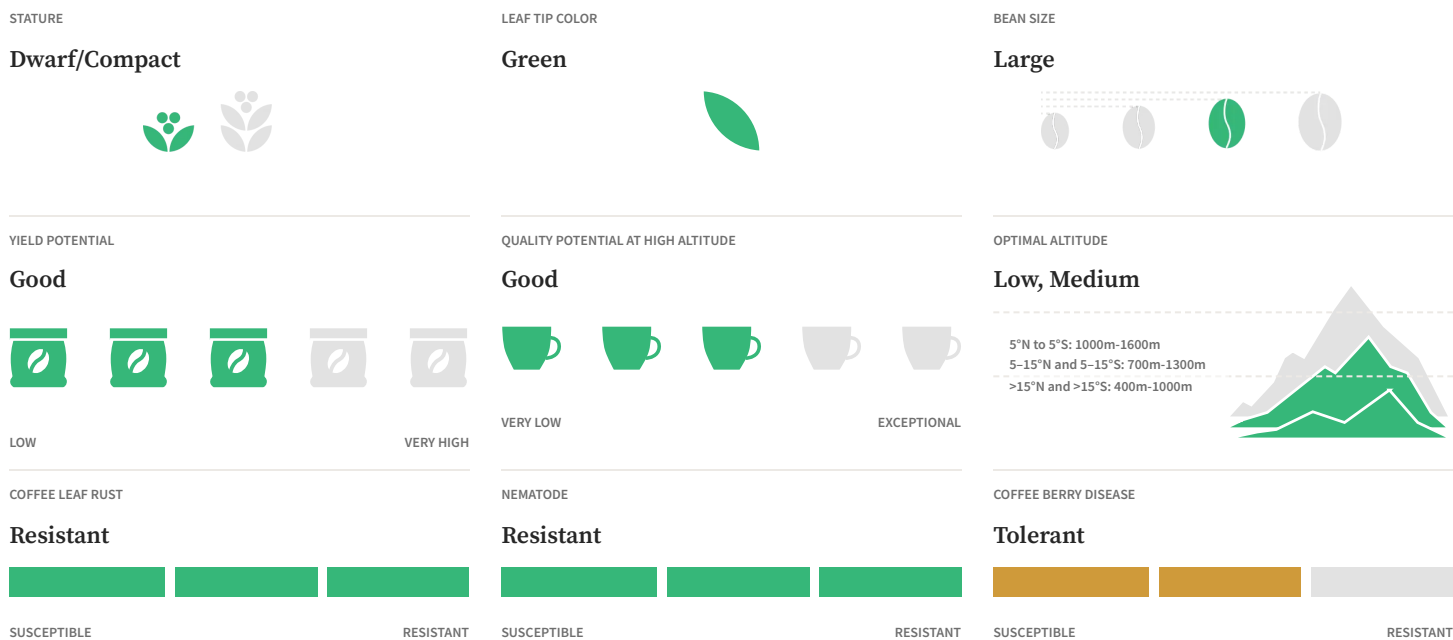 STATURE
Dwarf/Compact
LEAF TIP COLOR
Green
BEAN SIZE
Large
YIELD POTENTIAL
Good
LOW
VERY HIGH
QUALITY POTENTIAL AT HIGH ALTITUDE
Good
VERY LOW
EXCEPTIONAL
OPTIMAL ALTITUDE
Low, Medium
5°N to 5°S: 1000m-1600m
5–15°N and 5–15°S: 700m-1300m
>15°N and >15°S: 400m-1000m
COFFEE LEAF RUST
Resistant
SUSCEPTIBLE
RESISTANT
NEMATODE
Resistant
SUSCEPTIBLE
RESISTANT
COFFEE BERRY DISEASE
Tolerant
SUSCEPTIBLE
RESISTANT